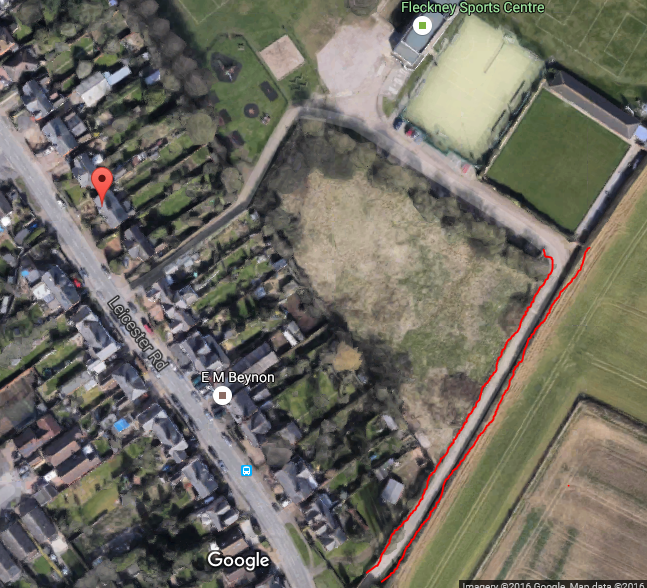 Fleckney Sports Centre
Leicester Rd
E M Beynon
Google
Imagery ©2016 Google, Map data ©2016